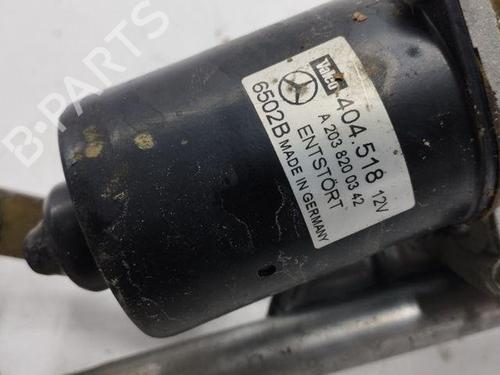 Valeo
404.518 12V
A 203 820 03 42
ENTSTÖRT
6502B MADE IN GERMANY
B-PARTS